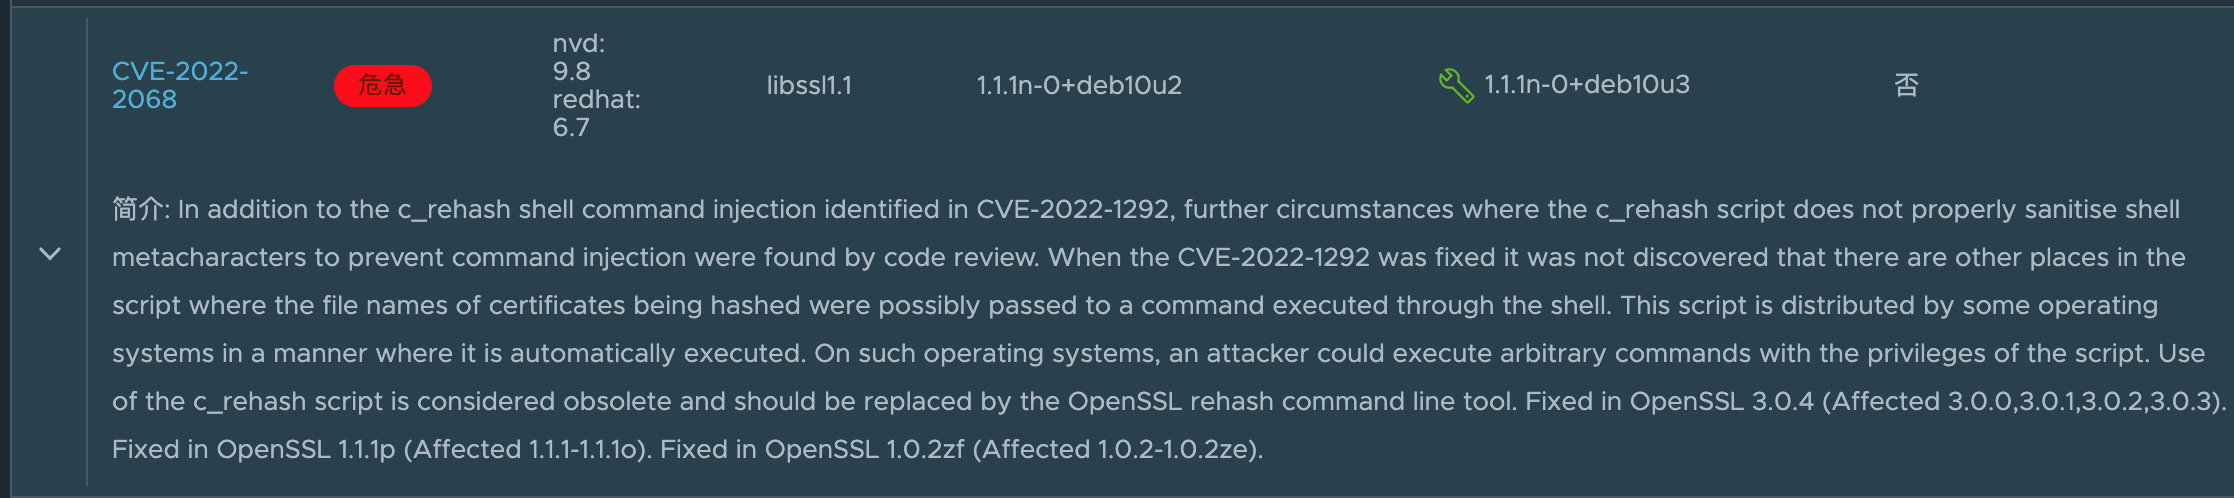 CVE-2022-
2068
危急
nvd:
9.8
redhat:
6.7
libssl1.1
1.1.1n-0+deb10u2
1.1.1n-0+deb10u3
否
简介: In addition to the c_rehash shell command injection identified in CVE-2022-1292, further circumstances where the c_rehash script does not properly sanitise shell
metacharacters to prevent command injection were found by code review. When the CVE-2022-1292 was fixed it was not discovered that there are other places in the
script where the file names of certificates being hashed were possibly passed to a command executed through the shell. This script is distributed by some operating
systems in a manner where it is automatically executed. On such operating systems, an attacker could execute arbitrary commands with the privileges of the script. Use
of the c_rehash script is considered obsolete and should be replaced by the OpenSSL rehash command line tool. Fixed in OpenSSL 3.0.4 (Affected 3.0.0,3.0.1,3.0.2,3.0.3).
Fixed in OpenSSL 1.1.1p (Affected 1.1.1-1.1.1o). Fixed in OpenSSL 1.0.2zf (Affected 1.0.2-1.0.2ze).